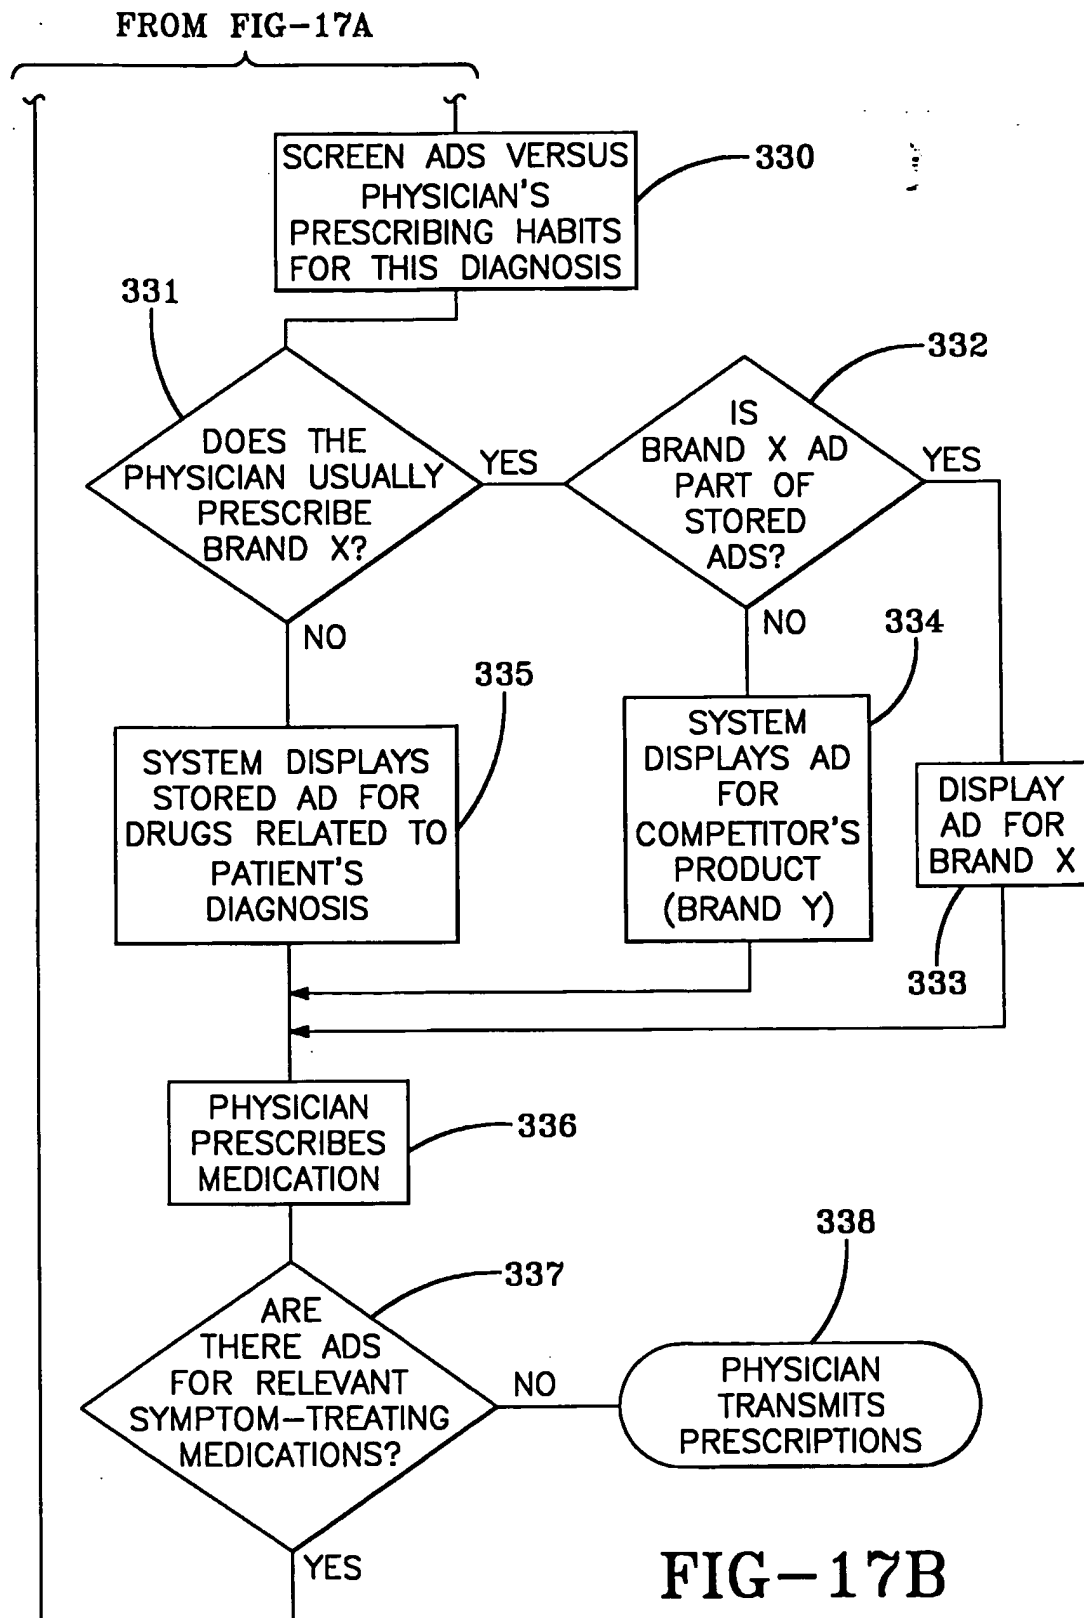 FROM FIG-17A
SCREEN ADS VERSUS
PHYSICIAN'S
PRESCRIBING HABITS
FOR THIS DIAGNOSIS
330
331
DOES THE
PHYSICIAN USUALLY
PRESCRIBE
BRAND X?
YES
NO
332
IS
BRAND X AD
PART OF
STORED
ADS?
YES
NO
335
SYSTEM DISPLAYS
STORED AD FOR
DRUGS RELATED TO
PATIENT'S
DIAGNOSIS
334
SYSTEM
DISPLAYS AD
FOR
COMPETITOR'S
PRODUCT
(BRAND Y)
DISPLAY
AD FOR
BRAND X
333
PHYSICIAN
PRESCRIBES
MEDICATION
336
337
ARE
THERE ADS
FOR RELEVANT
SYMPTOM-TREATING
MEDICATIONS?
NO
YES
338
PHYSICIAN
TRANSMITS
PRESCRIPTIONS
FIG-17B